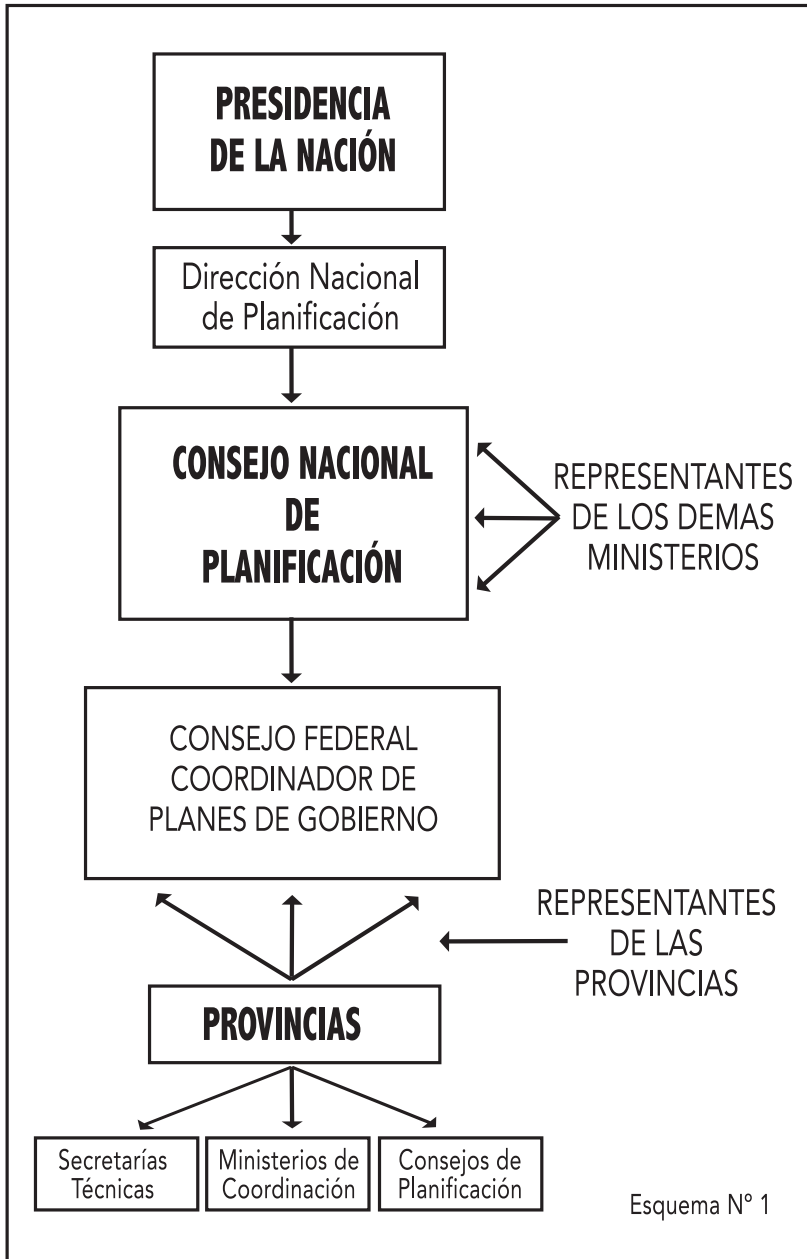 PRESIDENCIA
DE LA NACIÓN
Dirección Nacional
de Planificación
CONSEJO NACIONAL
DE
PLANIFICACIÓN
REPRESENTANTES
DE LOS DEMAS
MINISTERIOS
CONSEJO FEDERAL
COORDINADOR DE
PLANES DE GOBIERNO
REPRESENTANTES
DE LAS
PROVINCIAS
PROVINCIAS
Secretarías
Técnicas
Ministerios de
Coordinación
Consejos de
Planificación
Esquema N° 1